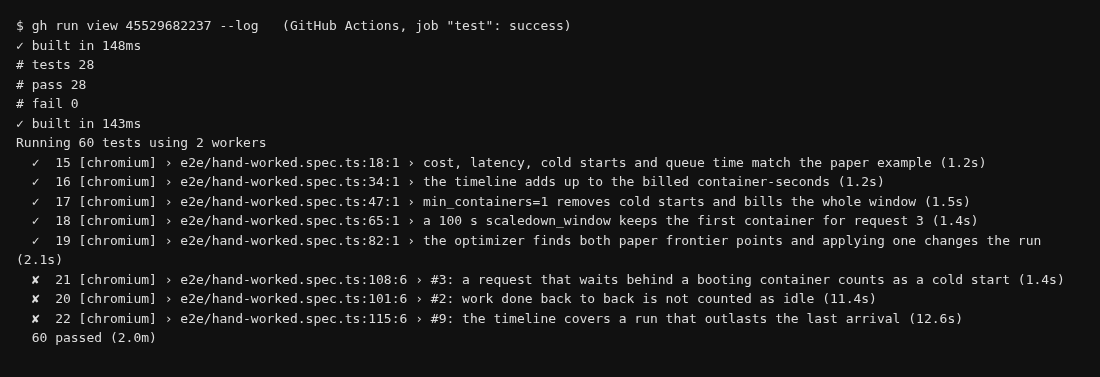 $ gh run view 45529682237 --log   (GitHub Actions, job "test": success)
✓ built in 148ms
# tests 28
# pass 28
# fail 0
✓ built in 143ms
Running 60 tests using 2 workers
  ✓  15 [chromium] › e2e/hand-worked.spec.ts:18:1 › cost, latency, cold starts and queue time match the paper example (1.2s)
  ✓  16 [chromium] › e2e/hand-worked.spec.ts:34:1 › the timeline adds up to the billed container-seconds (1.2s)
  ✓  17 [chromium] › e2e/hand-worked.spec.ts:47:1 › min_containers=1 removes cold starts and bills the whole window (1.5s)
  ✓  18 [chromium] › e2e/hand-worked.spec.ts:65:1 › a 100 s scaledown_window keeps the first container for request 3 (1.4s)
  ✓  19 [chromium] › e2e/hand-worked.spec.ts:82:1 › the optimizer finds both paper frontier points and applying one changes the run
(2.1s)
  ✘  21 [chromium] › e2e/hand-worked.spec.ts:108:6 › #3: a request that waits behind a booting container counts as a cold start (1.4s)
  ✘  20 [chromium] › e2e/hand-worked.spec.ts:101:6 › #2: work done back to back is not counted as idle (11.4s)
  ✘  22 [chromium] › e2e/hand-worked.spec.ts:115:6 › #9: the timeline covers a run that outlasts the last arrival (12.6s)
  60 passed (2.0m)